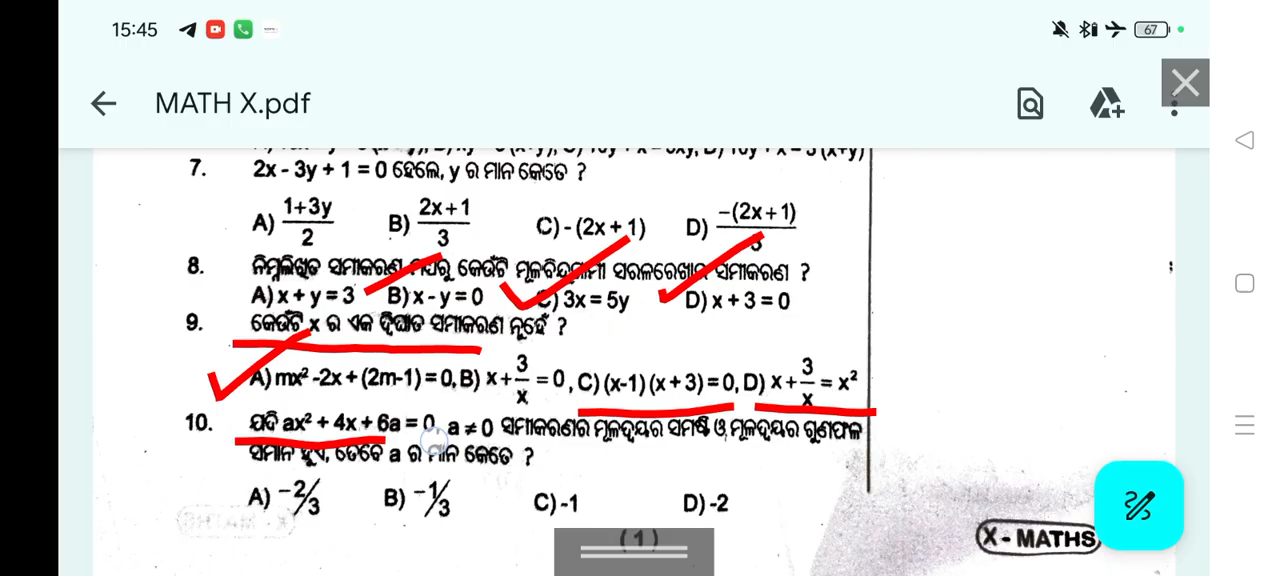 15:45
67
MATH X.pdf
7. 2x - 3y + 1 = 0 ହେଲେ, y ର ମାନ କେତେ ?
A) 1+3y/2 B) 2x+1/3 C) - (2x + 1) D) -(2x+1)/3
8. ନିମ୍ନଲିଖିତ ସମୀକରଣ ମଧ୍ୟରୁ କେଉଁଟି ମୂଳବିନ୍ଦୁଗାମୀ ସରଳରେଖାର ସମୀକରଣ ?
A) x + y = 3 B) x - y = 0 C) 3x = 5y D) x + 3 = 0
9. କେଉଁଟି x ର ଏକ ଦ୍ଵିଘାତ ସମୀକରଣ ନୁହେଁ ?
A) mx² -2x + (2m-1) = 0, B) x + 3/x = 0, C) (x-1) (x + 3) = 0, D) x + 3/x = x²
10. ଯଦି ax² + 4x + 6a = 0, a ≠ 0 ସମୀକରଣର ମୂଳଦ୍ଵୟର ସମଷ୍ଟି ଓ ମୂଳଦ୍ଵୟର ଗୁଣଫଳ
ସମାନ ହୁଏ, ତେବେ a ର ମାନ କେତେ ?
A) -2/3 B) -1/3 C) -1 D) -2
(1)
X - MATHS